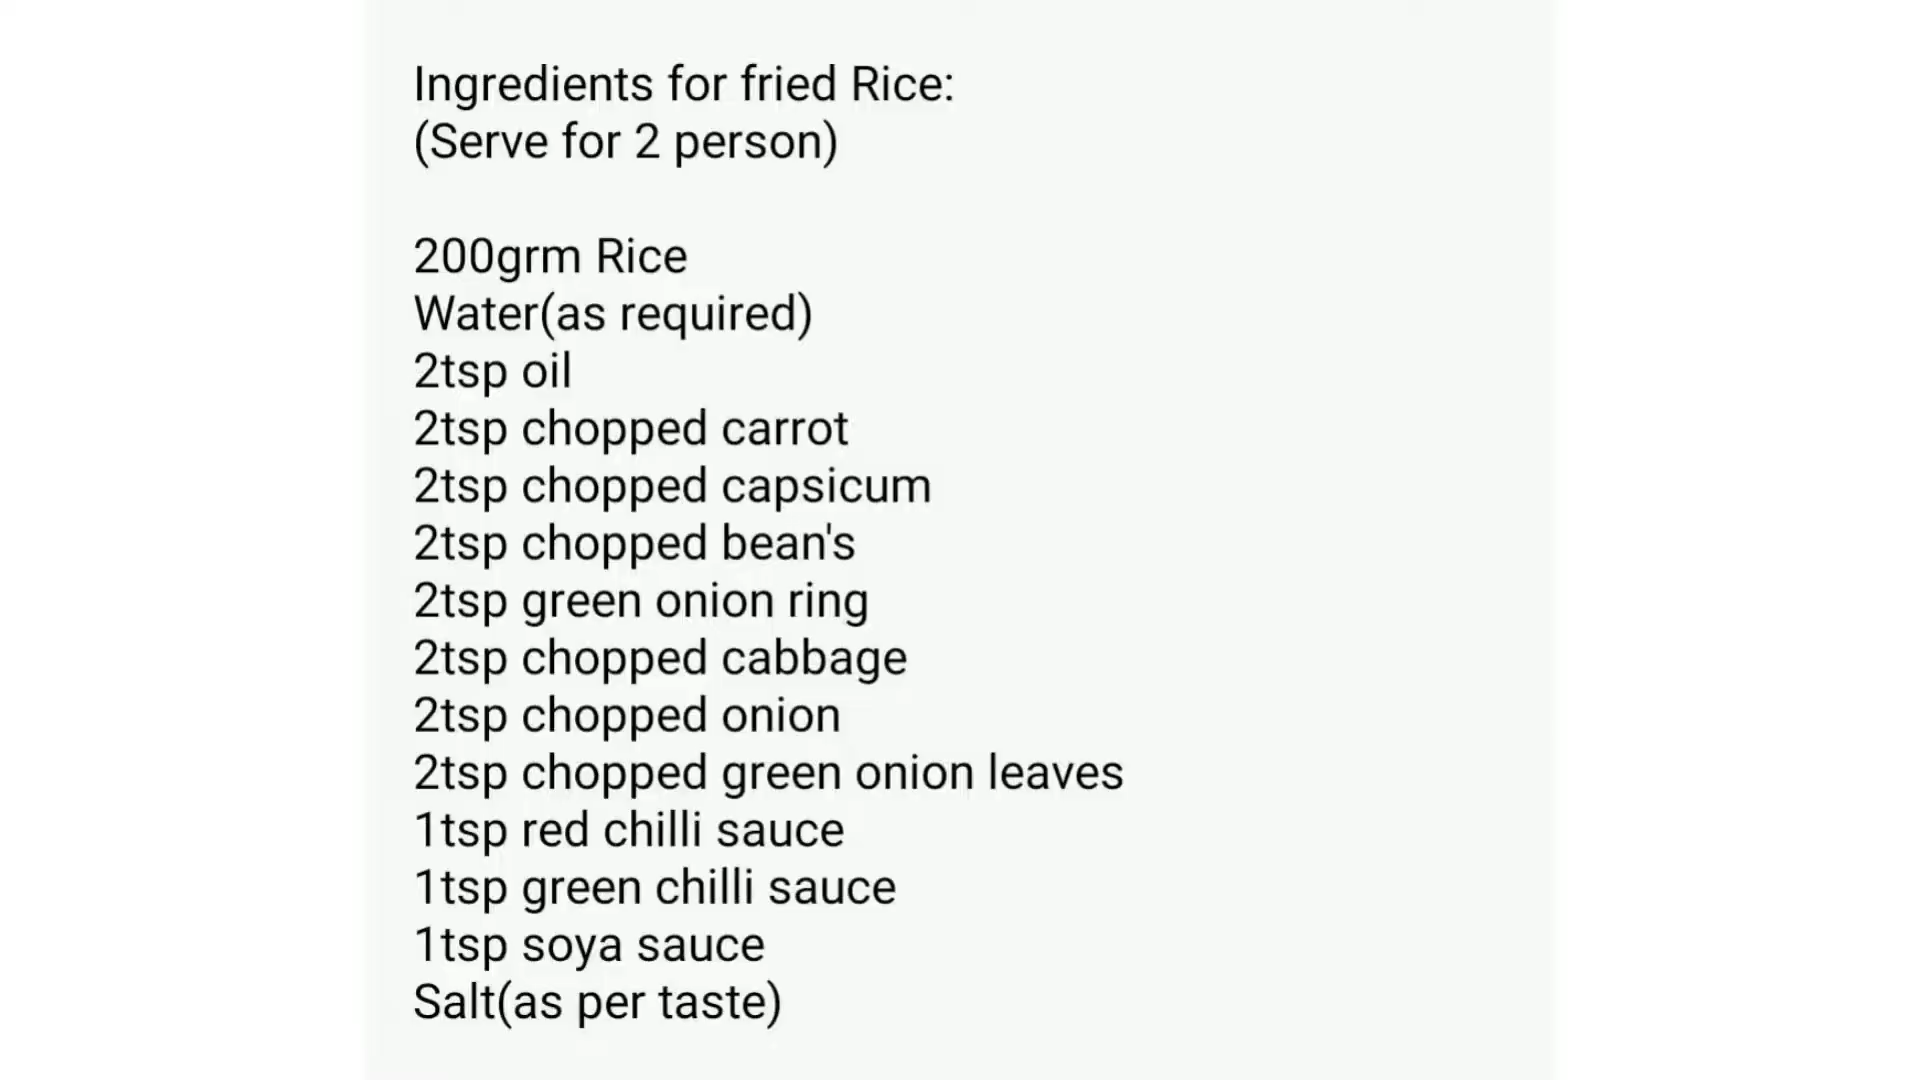 Ingredients for fried Rice:
(Serve for 2 person)
200grm Rice
Water(as required)
2tsp oil
2tsp chopped carrot
2tsp chopped capsicum
2tsp chopped bean's
2tsp green onion ring
2tsp chopped cabbage
2tsp chopped onion
2tsp chopped green onion leaves
1tsp red chilli sauce
1tsp green chilli sauce
1tsp soya sauce
Salt(as per taste)